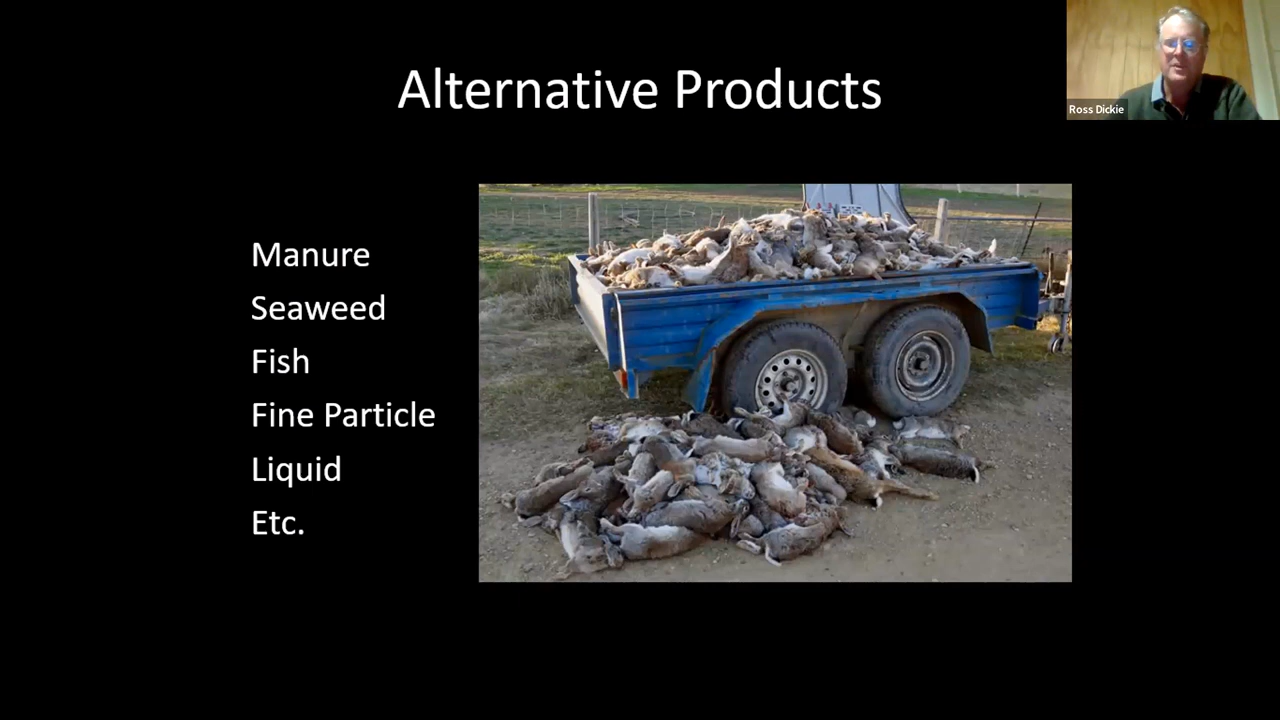 Alternative Products
Ross Dickie
Manure
Seaweed
Fish
Fine Particle
Liquid
Etc.